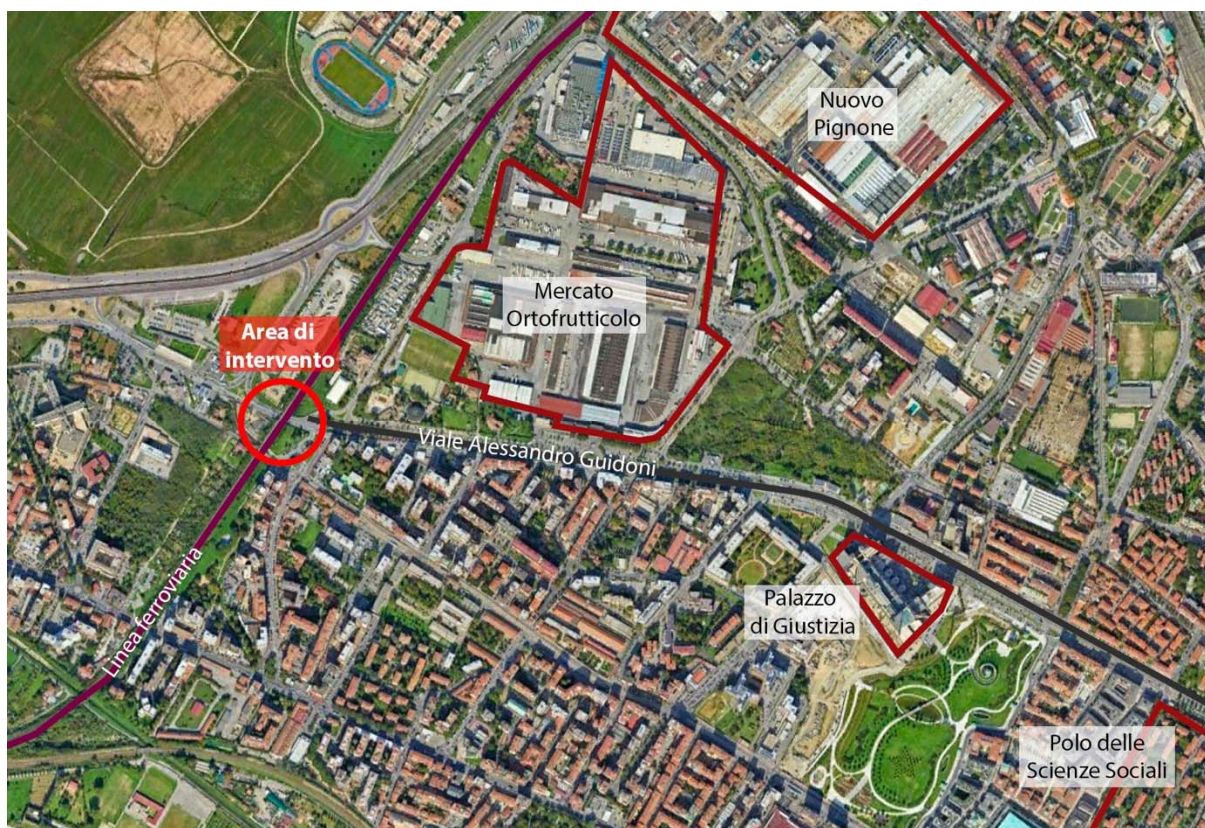 Nuovo
Pignone
Mercato
Ortofrutticolo
Area di
intervento
Viale Alessandro Guidoni
Linea ferroviaria
Palazzo
di Giustizia
Polo delle
Scienze Sociali